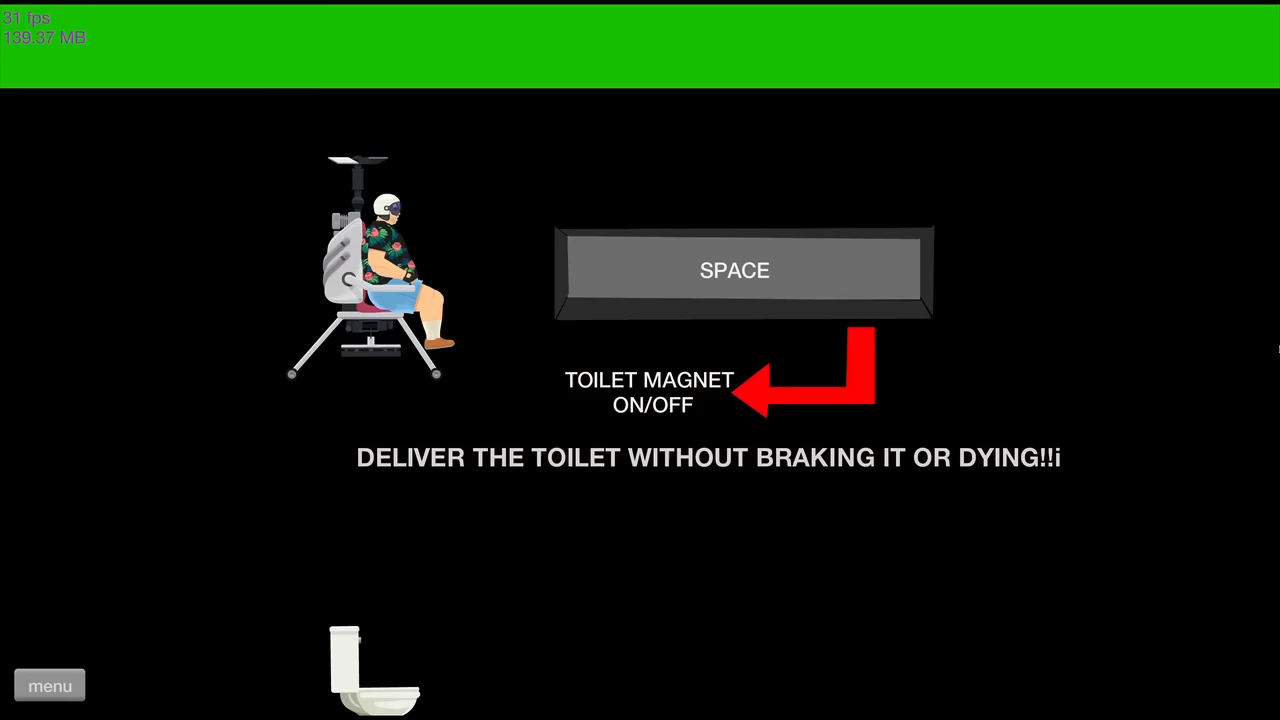 31 fps
139.37 MB
SPACE
TOILET MAGNET
ON/OFF
DELIVER THE TOILET WITHOUT BRAKING IT OR DYING!!i
menu